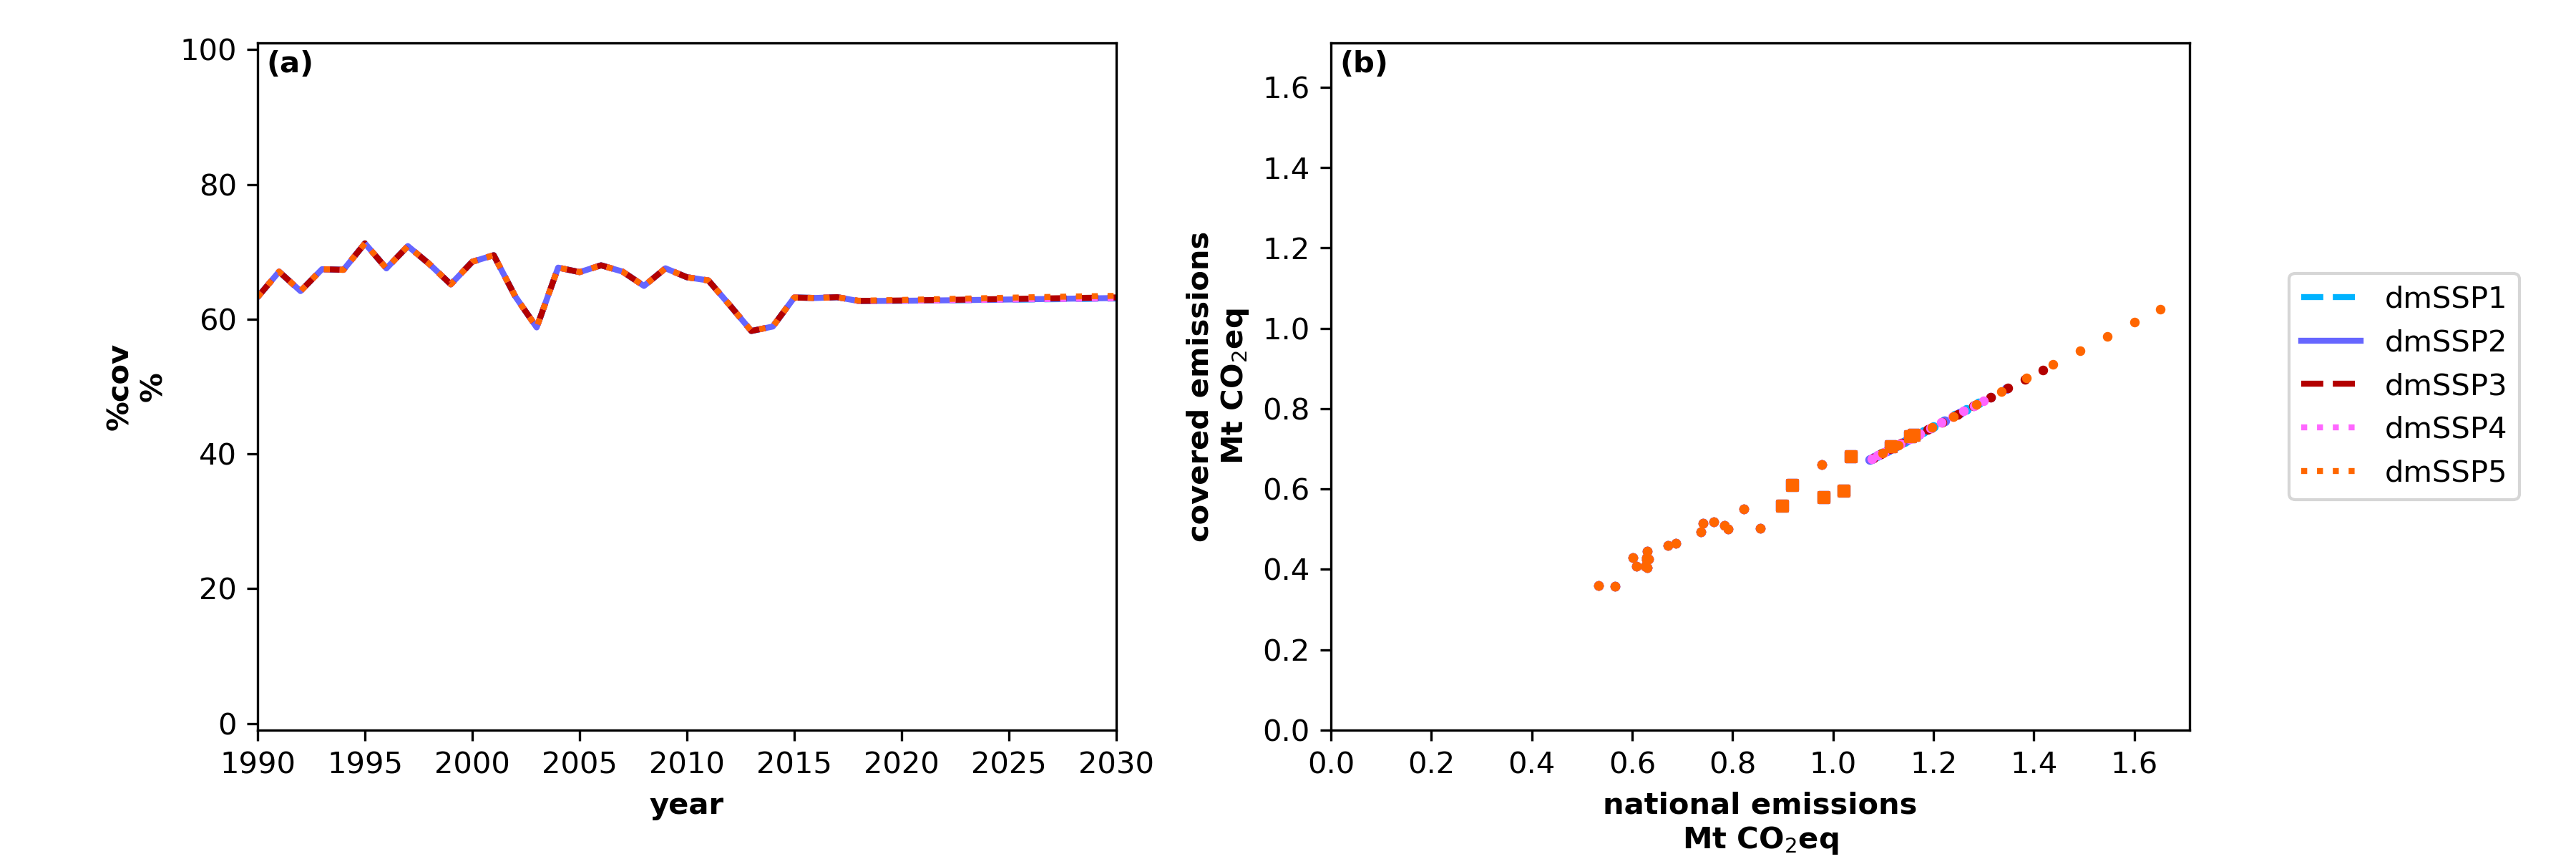 (a)
100
80
60
40
20
0
%cov
%
1990 1995 2000 2005 2010 2015 2020 2025 2030
year
(b)
1.6
1.4
1.2
1.0
0.8
0.6
0.4
0.2
0.0
covered emissions
Mt CO₂eq
0.0 0.2 0.4 0.6 0.8 1.0 1.2 1.4 1.6
national emissions
Mt CO₂eq
dmSSP1
dmSSP2
dmSSP3
dmSSP4
dmSSP5